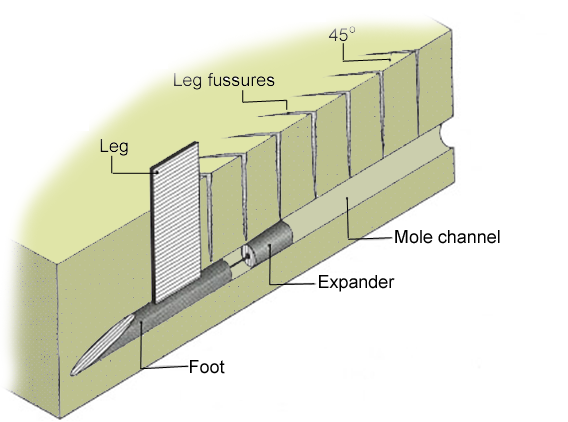 45°
Leg fussures
Leg
Mole channel
Expander
Foot